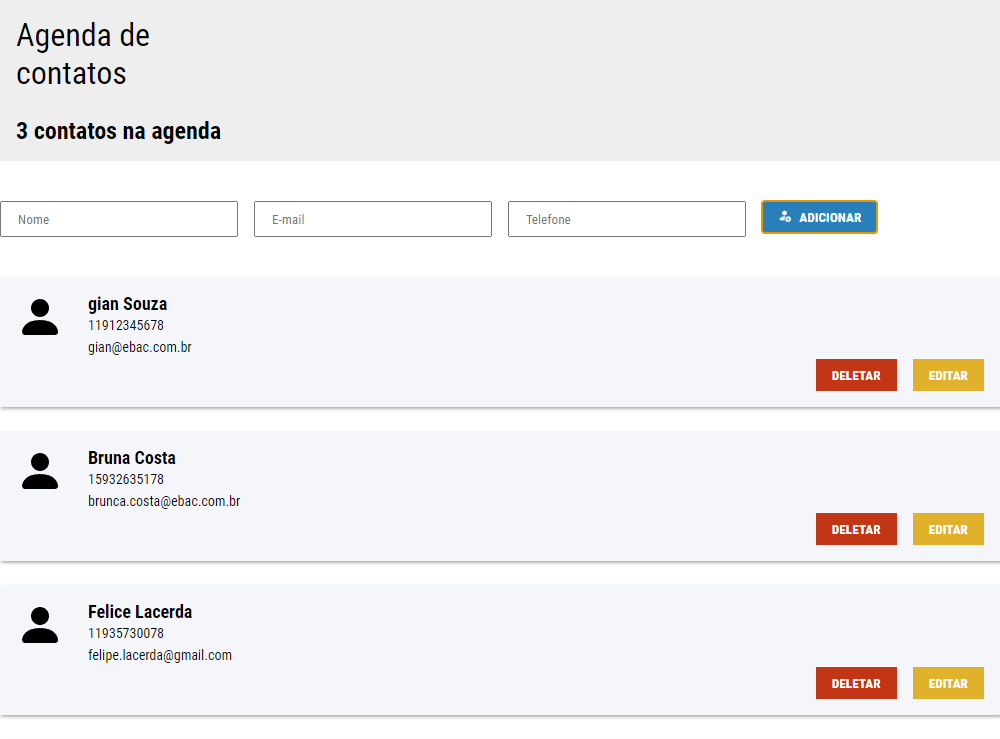 Agenda de
contatos
3 contatos na agenda
Nome
E-mail
Telefone
ADICIONAR
gian Souza
11912345678
gian@ebac.com.br
DELETAR
EDITAR
Bruna Costa
15932635178
brunca.costa@ebac.com.br
DELETAR
EDITAR
Felice Lacerda
11935730078
felipe.lacerda@gmail.com
DELETAR
EDITAR